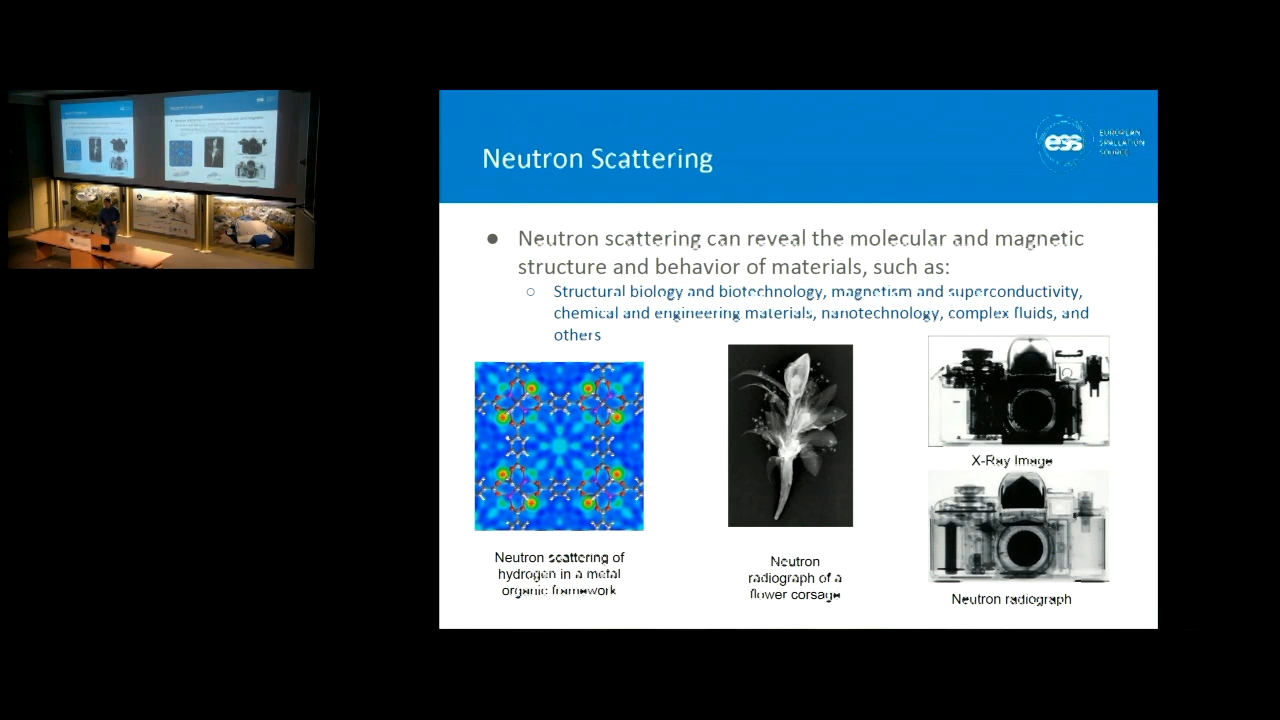 Neutron Scattering
ess
EUROPEAN
SPALLATION
SOURCE
● Neutron scattering can reveal the molecular and magnetic
structure and behavior of materials, such as:
○ Structural biology and biotechnology, magnetism and superconductivity,
chemical and engineering materials, nanotechnology, complex fluids, and
others
X-Ray Image
Neutron scattering of
hydrogen in a metal
organic framework
Neutron
radiograph of a
flower corsage
Neutron radiograph